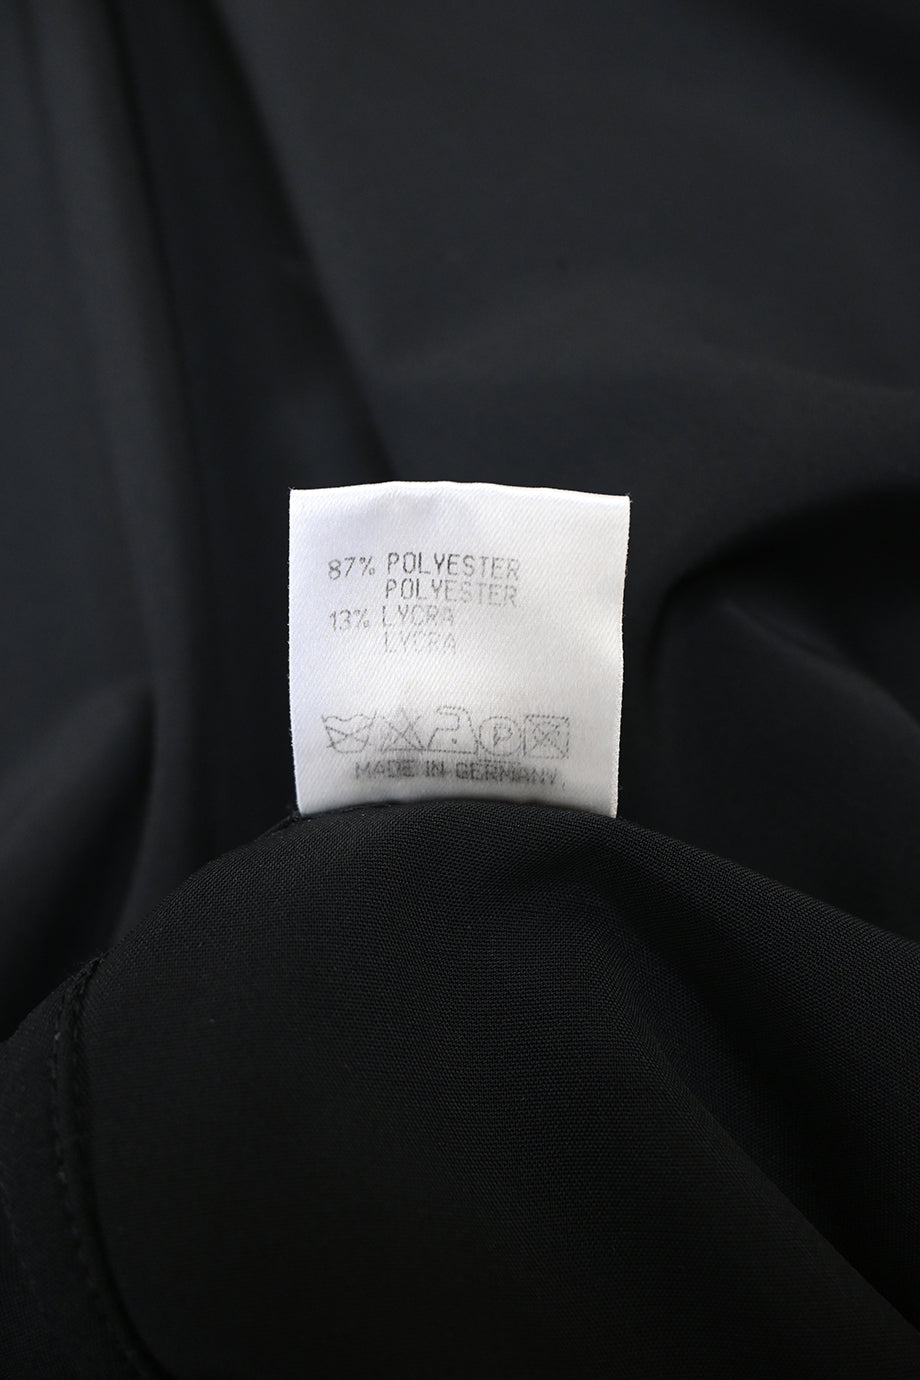 87% POLYESTER
POLYESTER
13% LYCRA
LYCRA
P
MADE IN GERMANY